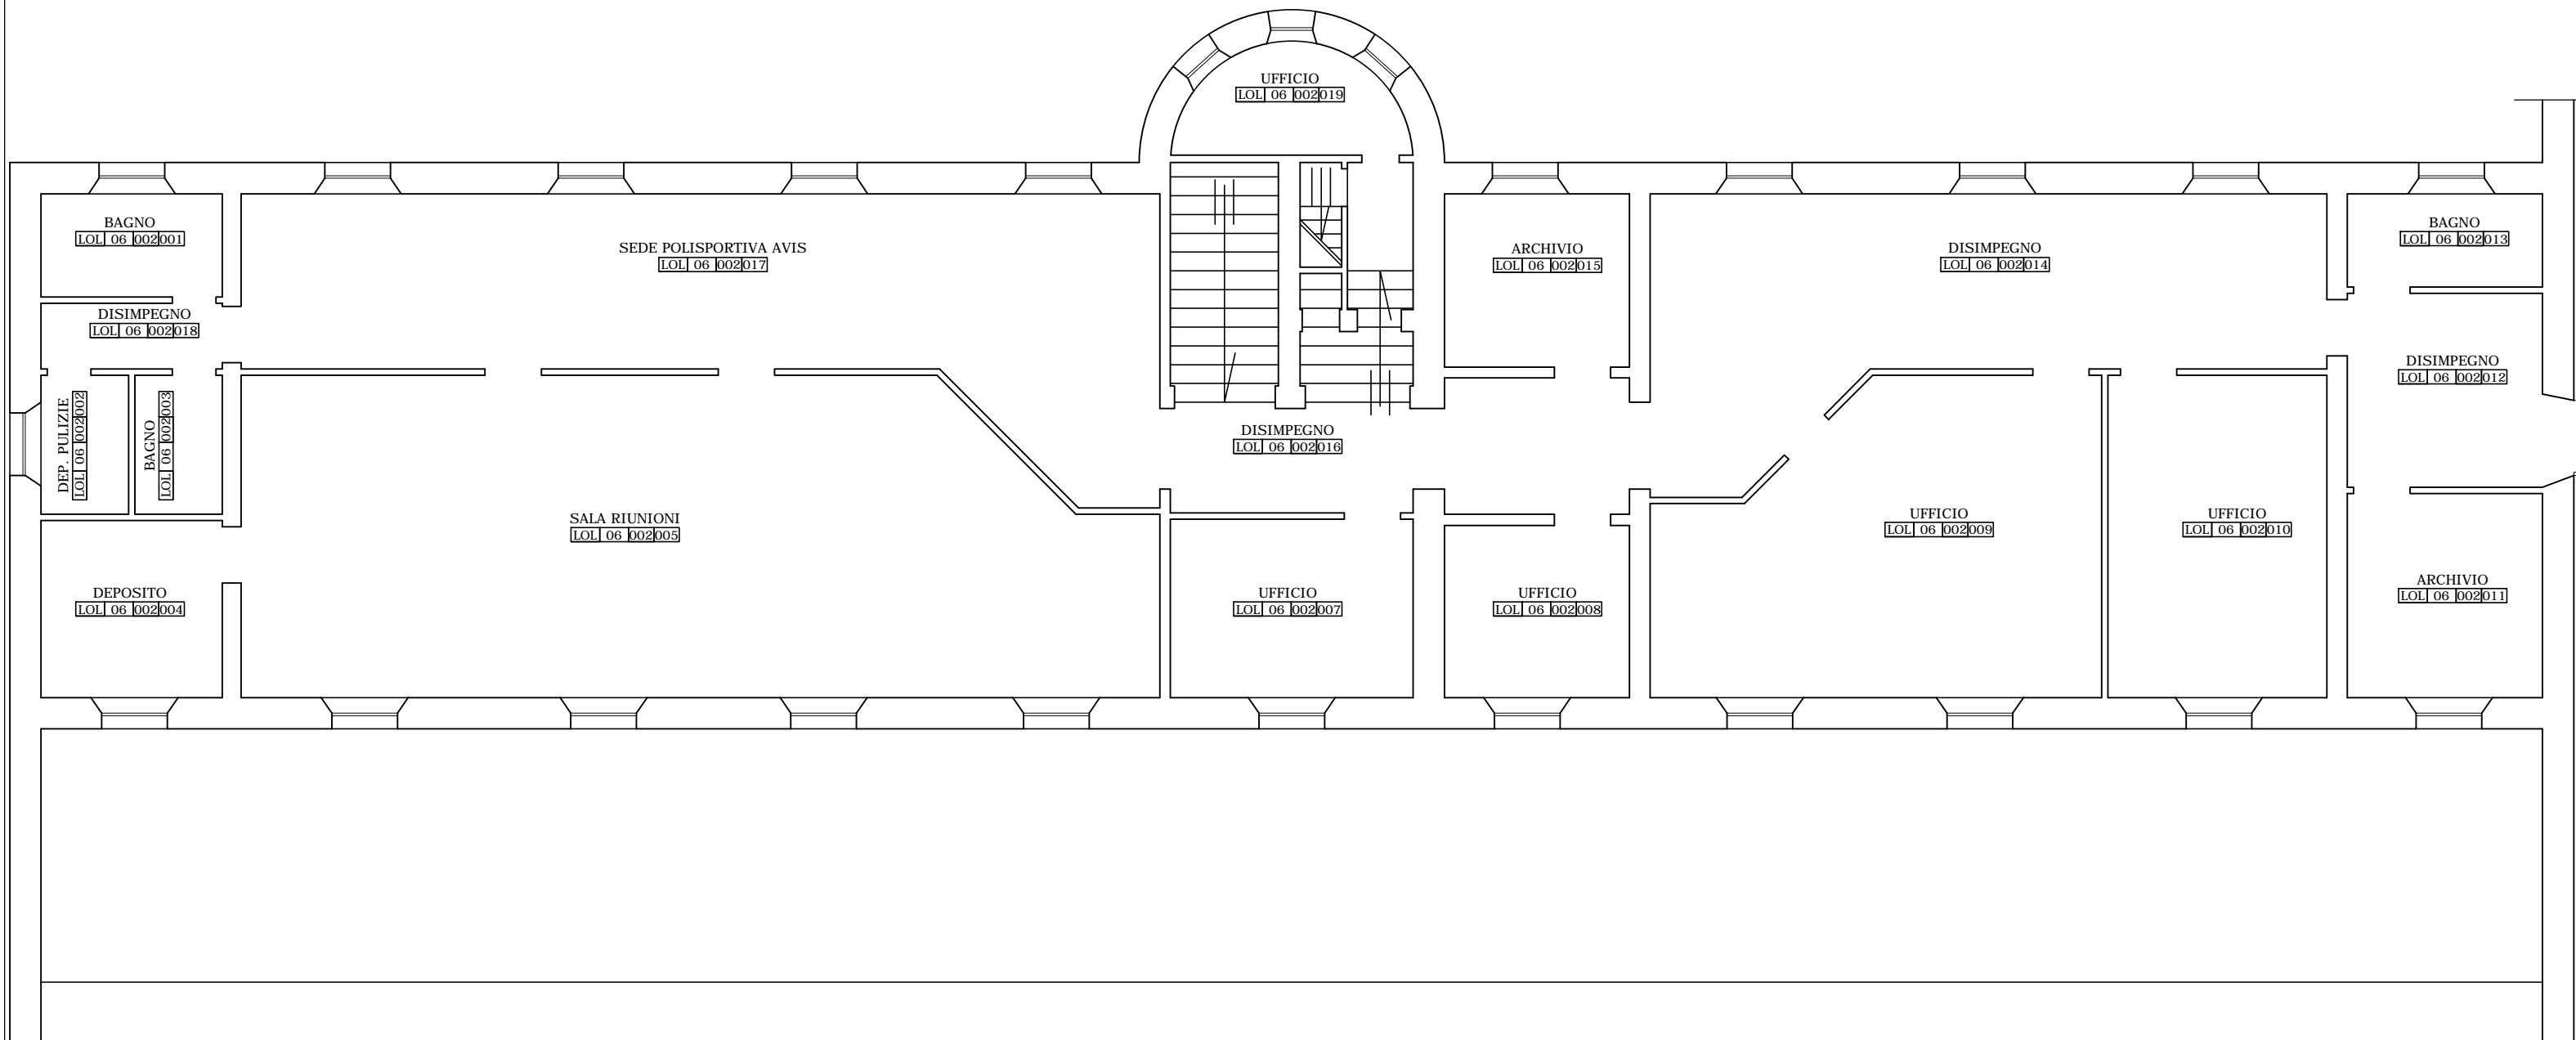 UFFICIO
LOL 06 002 019
BAGNO
LOL 06 002 001
SEDE POLISPORTIVA AVIS
LOL 06 002 017
ARCHIVIO
LOL 06 002 015
DISIMPEGNO
LOL 06 002 014
BAGNO
LOL 06 002 013
DISIMPEGNO
LOL 06 002 018
DISIMPEGNO
LOL 06 002 012
DEP. PULIZIE
LOL 06 002 002
BAGNO
LOL 06 002 003
DISIMPEGNO
LOL 06 002 016
SALA RIUNIONI
LOL 06 002 005
UFFICIO
LOL 06 002 009
UFFICIO
LOL 06 002 010
DEPOSITO
LOL 06 002 004
UFFICIO
LOL 06 002 007
UFFICIO
LOL 06 002 008
ARCHIVIO
LOL 06 002 011